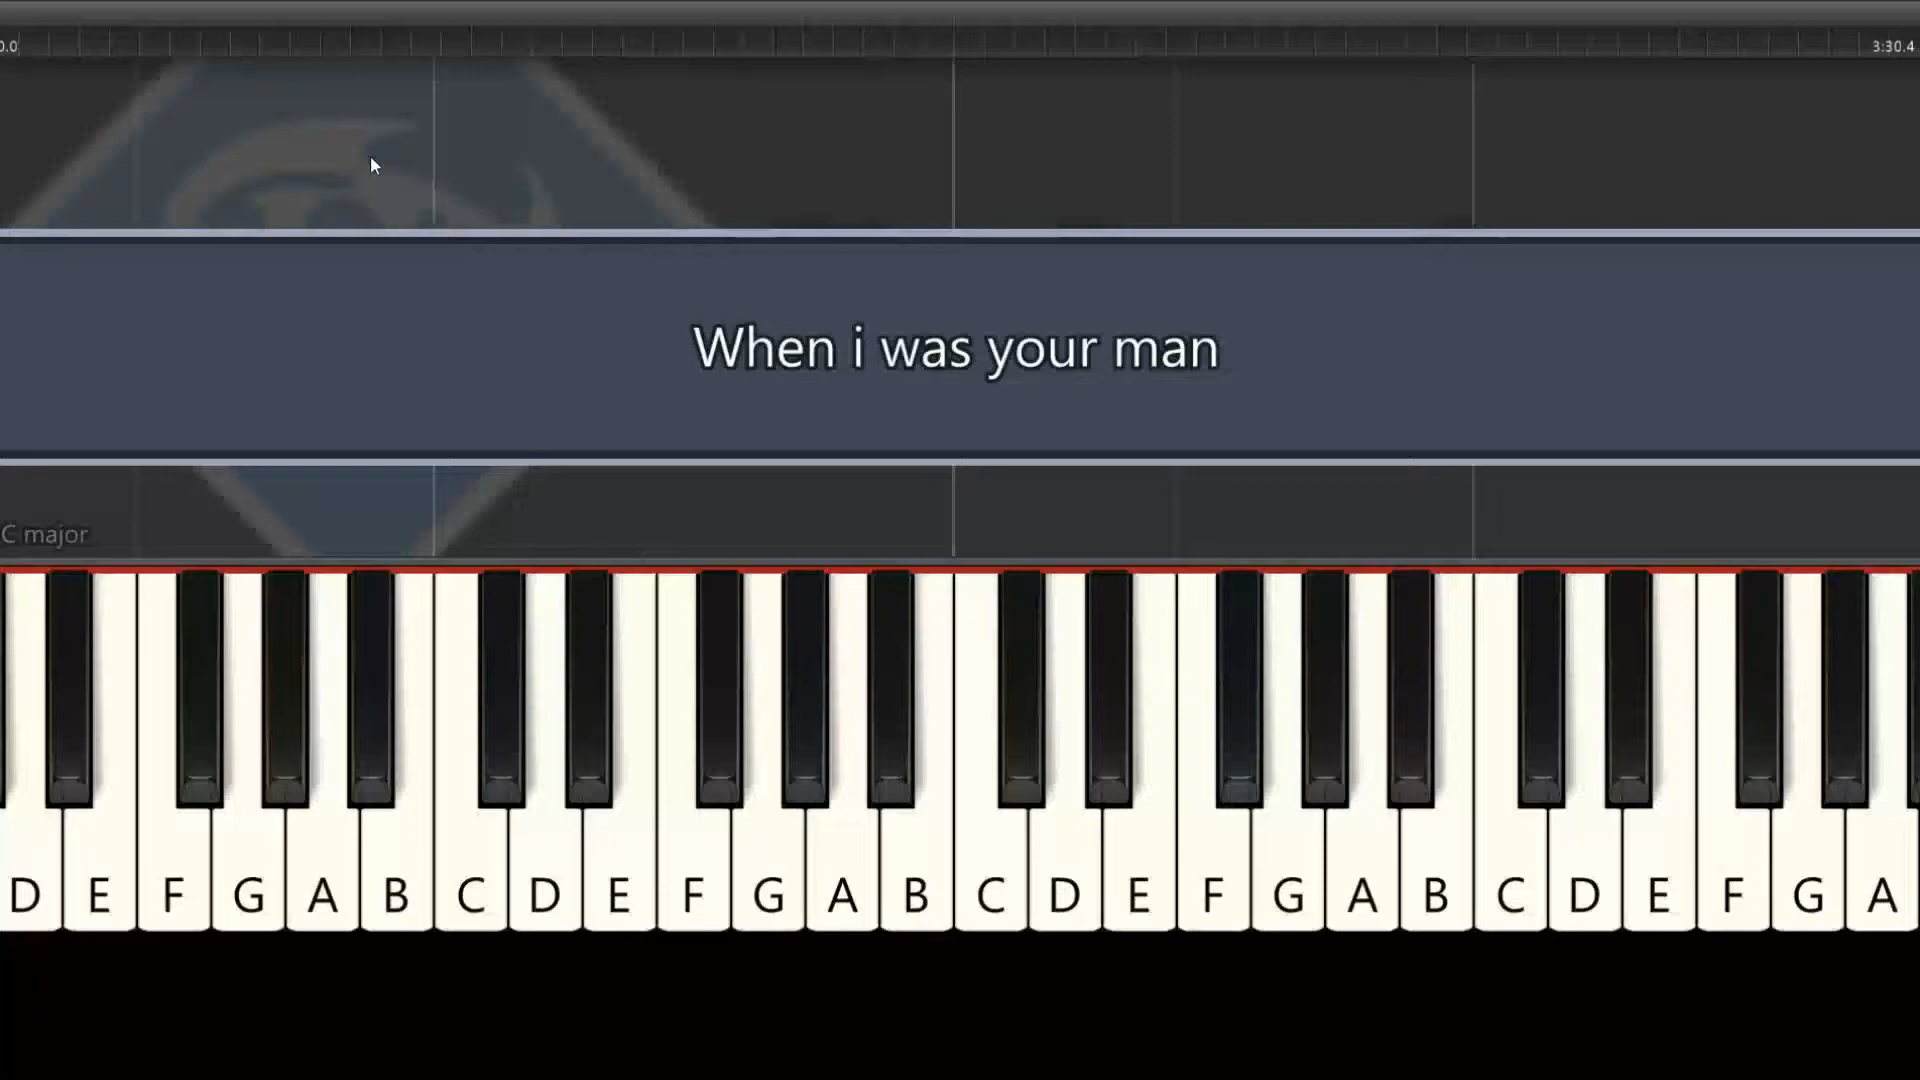 0.0 3:30.4
When i was your man
C major
D E F G A B C D E F G A B C D E F G A B C D E F G A